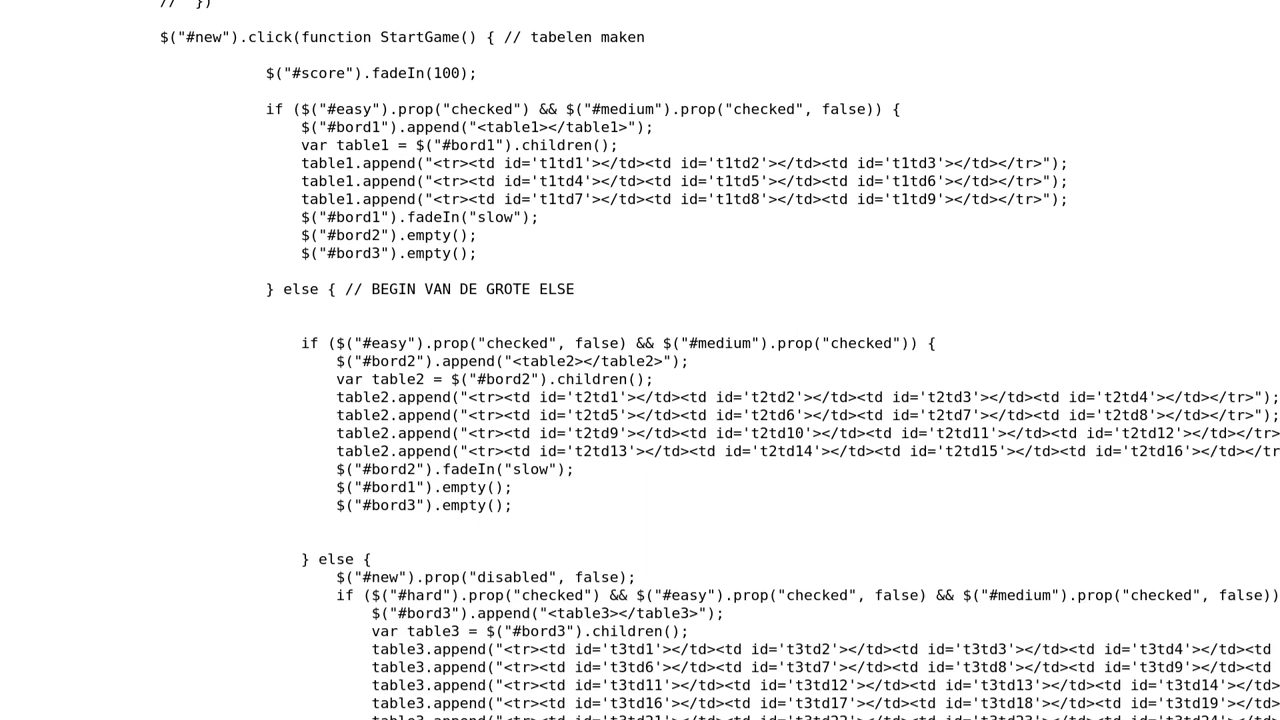 // })
$("#new").click(function StartGame() { // tabelen maken
$("#score").fadeIn(100);
if ($("#easy").prop("checked") && $("#medium").prop("checked", false)) {
$("#bord1").append("<table1></table1>");
var table1 = $("#bord1").children();
table1.append("<tr><td id='t1td1'></td><td id='t1td2'></td><td id='t1td3'></td></tr>");
table1.append("<tr><td id='t1td4'></td><td id='t1td5'></td><td id='t1td6'></td></tr>");
table1.append("<tr><td id='t1td7'></td><td id='t1td8'></td><td id='t1td9'></td></tr>");
$("#bord1").fadeIn("slow");
$("#bord2").empty();
$("#bord3").empty();
} else { // BEGIN VAN DE GROTE ELSE
if ($("#easy").prop("checked", false) && $("#medium").prop("checked")) {
$("#bord2").append("<table2></table2>");
var table2 = $("#bord2").children();
table2.append("<tr><td id='t2td1'></td><td id='t2td2'></td><td id='t2td3'></td><td id='t2td4'></td></tr>");
table2.append("<tr><td id='t2td5'></td><td id='t2td6'></td><td id='t2td7'></td><td id='t2td8'></td></tr>");
table2.append("<tr><td id='t2td9'></td><td id='t2td10'></td><td id='t2td11'></td><td id='t2td12'></td></tr>
table2.append("<tr><td id='t2td13'></td><td id='t2td14'></td><td id='t2td15'></td><td id='t2td16'></td></tr
$("#bord2").fadeIn("slow");
$("#bord1").empty();
$("#bord3").empty();
} else {
$("#new").prop("disabled", false);
if ($("#hard").prop("checked") && $("#easy").prop("checked", false) && $("#medium").prop("checked", false))
$("#bord3").append("<table3></table3>");
var table3 = $("#bord3").children();
table3.append("<tr><td id='t3td1'></td><td id='t3td2'></td><td id='t3td3'></td><td id='t3td4'></td><td
table3.append("<tr><td id='t3td6'></td><td id='t3td7'></td><td id='t3td8'></td><td id='t3td9'></td><td
table3.append("<tr><td id='t3td11'></td><td id='t3td12'></td><td id='t3td13'></td><td id='t3td14'></td>
table3.append("<tr><td id='t3td16'></td><td id='t3td17'></td><td id='t3td18'></td><td id='t3td19'></td>